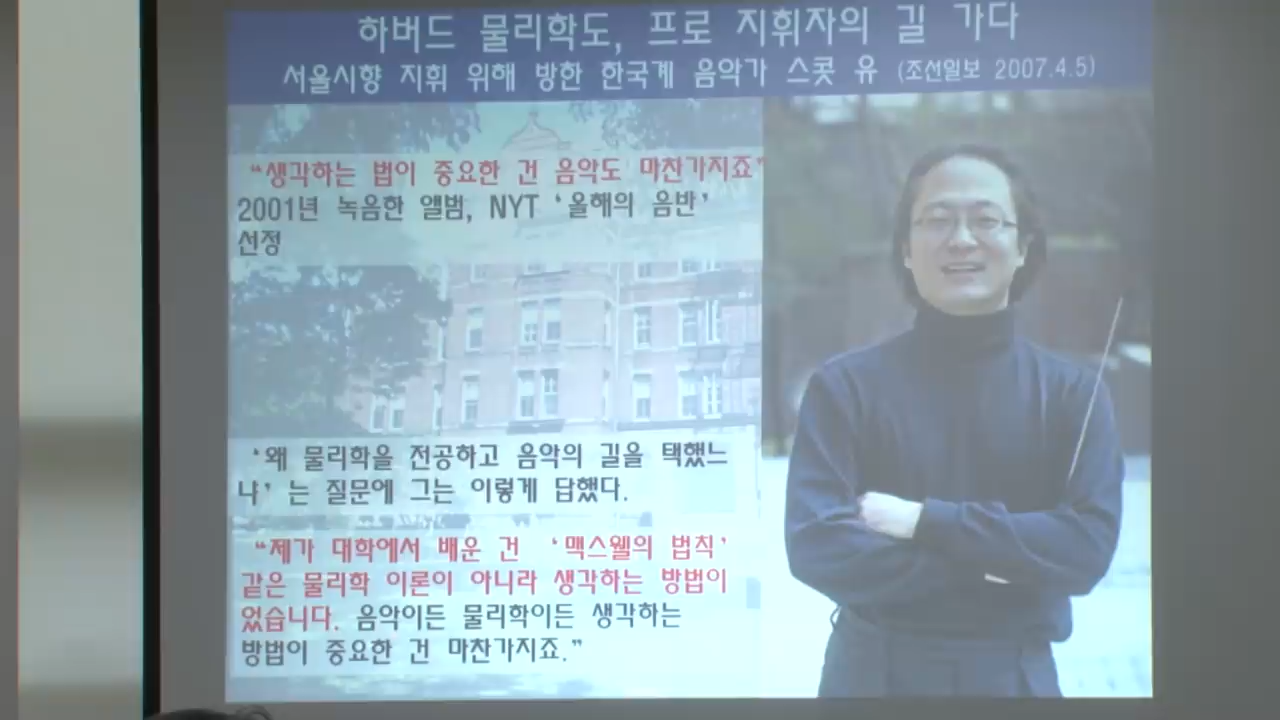 하버드 물리학도, 프로 지휘자의 길 가다
서울시향 지휘 위해 방한 한국계 음악가 스콧 유 (조선일보 2007.4.5)
“생각하는 법이 중요한 건 음악도 마찬가지죠”
2001년 녹음한 앨범, NYT ‘올해의 음반’
선정
‘왜 물리학을 전공하고 음악의 길을 택했느
냐’ 는 질문에 그는 이렇게 답했다.
“제가 대학에서 배운 건 ‘맥스웰의 법칙’
같은 물리학 이론이 아니라 생각하는 방법이
었습니다. 음악이든 물리학이든 생각하는
방법이 중요한 건 마찬가지죠.”